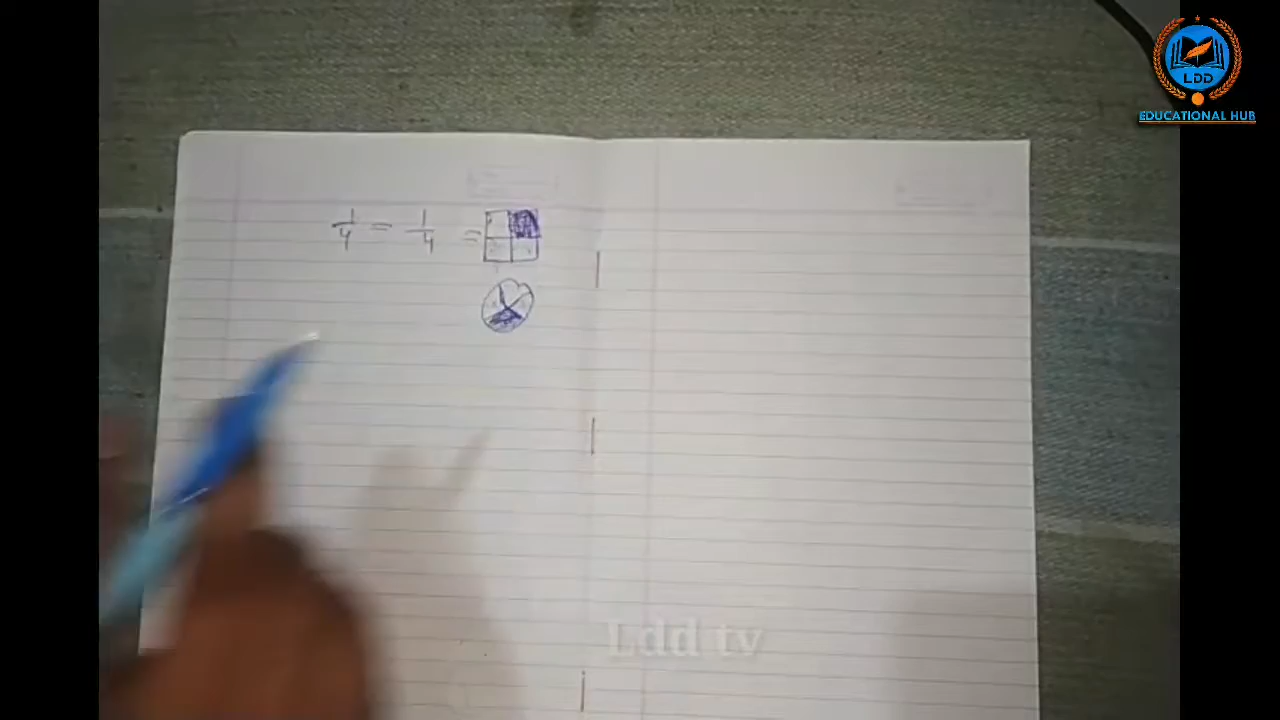 LDD
EDUCATIONAL HUB
1/4 = 1/4 =
Ldd tv